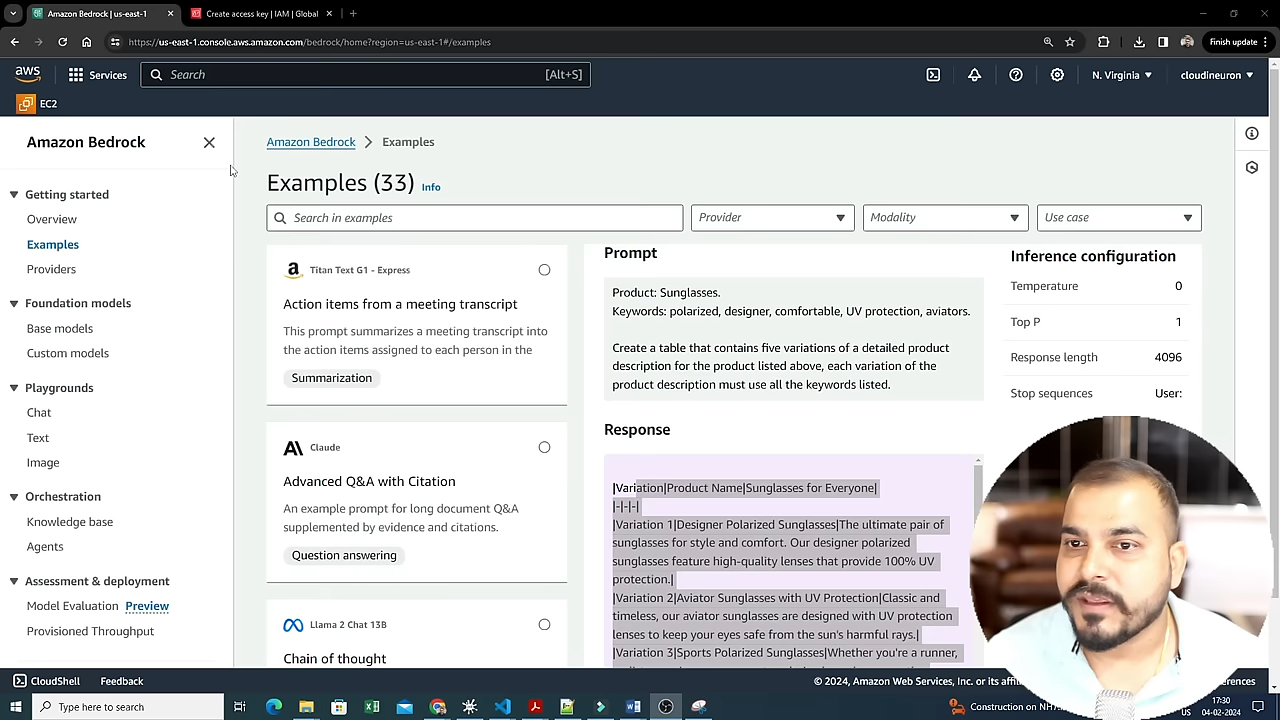 Amazon Bedrock | us-east-1
Create access key | IAM | Global
Finish update
https://us-east-1.console.aws.amazon.com/bedrock/home?region=us-east-1#/examples
aws
Services
Search
[Alt+S]
N. Virginia
cloudineuron
EC2
Amazon Bedrock
Getting started
Overview
Examples
Providers
Foundation models
Base models
Custom models
Playgrounds
Chat
Text
Image
Orchestration
Knowledge base
Agents
Assessment & deployment
Model Evaluation Preview
Provisioned Throughput
Amazon Bedrock
Examples
Examples (33) Info
Search in examples
Provider
Modality
Use case
Titan Text G1 - Express
Action items from a meeting transcript
This prompt summarizes a meeting transcript into
the action items assigned to each person in the
Summarization
Claude
Advanced Q&A with Citation
An example prompt for long document Q&A
supplemented by evidence and citations.
Question answering
Llama 2 Chat 13B
Chain of thought
Prompt
Product: Sunglasses.
Keywords: polarized, designer, comfortable, UV protection, aviators.
Create a table that contains five variations of a detailed product
description for the product listed above, each variation of the
product description must use all the keywords listed.
Response
|Variation|Product Name|Sunglasses for Everyone|
|-|-|-|
|Variation 1|Designer Polarized Sunglasses|The ultimate pair of
sunglasses for style and comfort. Our designer polarized
sunglasses feature high-quality lenses that provide 100% UV
protection.|
|Variation 2|Aviator Sunglasses with UV Protection|Classic and
timeless, our aviator sunglasses are designed with UV protection
lenses to keep your eyes safe from the sun's harmful rays.|
|Variation 3|Sports Polarized Sunglasses|Whether you're a runner,
Inference configuration
Temperature 0
Top P 1
Response length 4096
Stop sequences User:
CloudShell
Feedback
© 2024, Amazon Web Services, Inc. or its
Type here to search
Construction on
US
17:30
04-02-2024